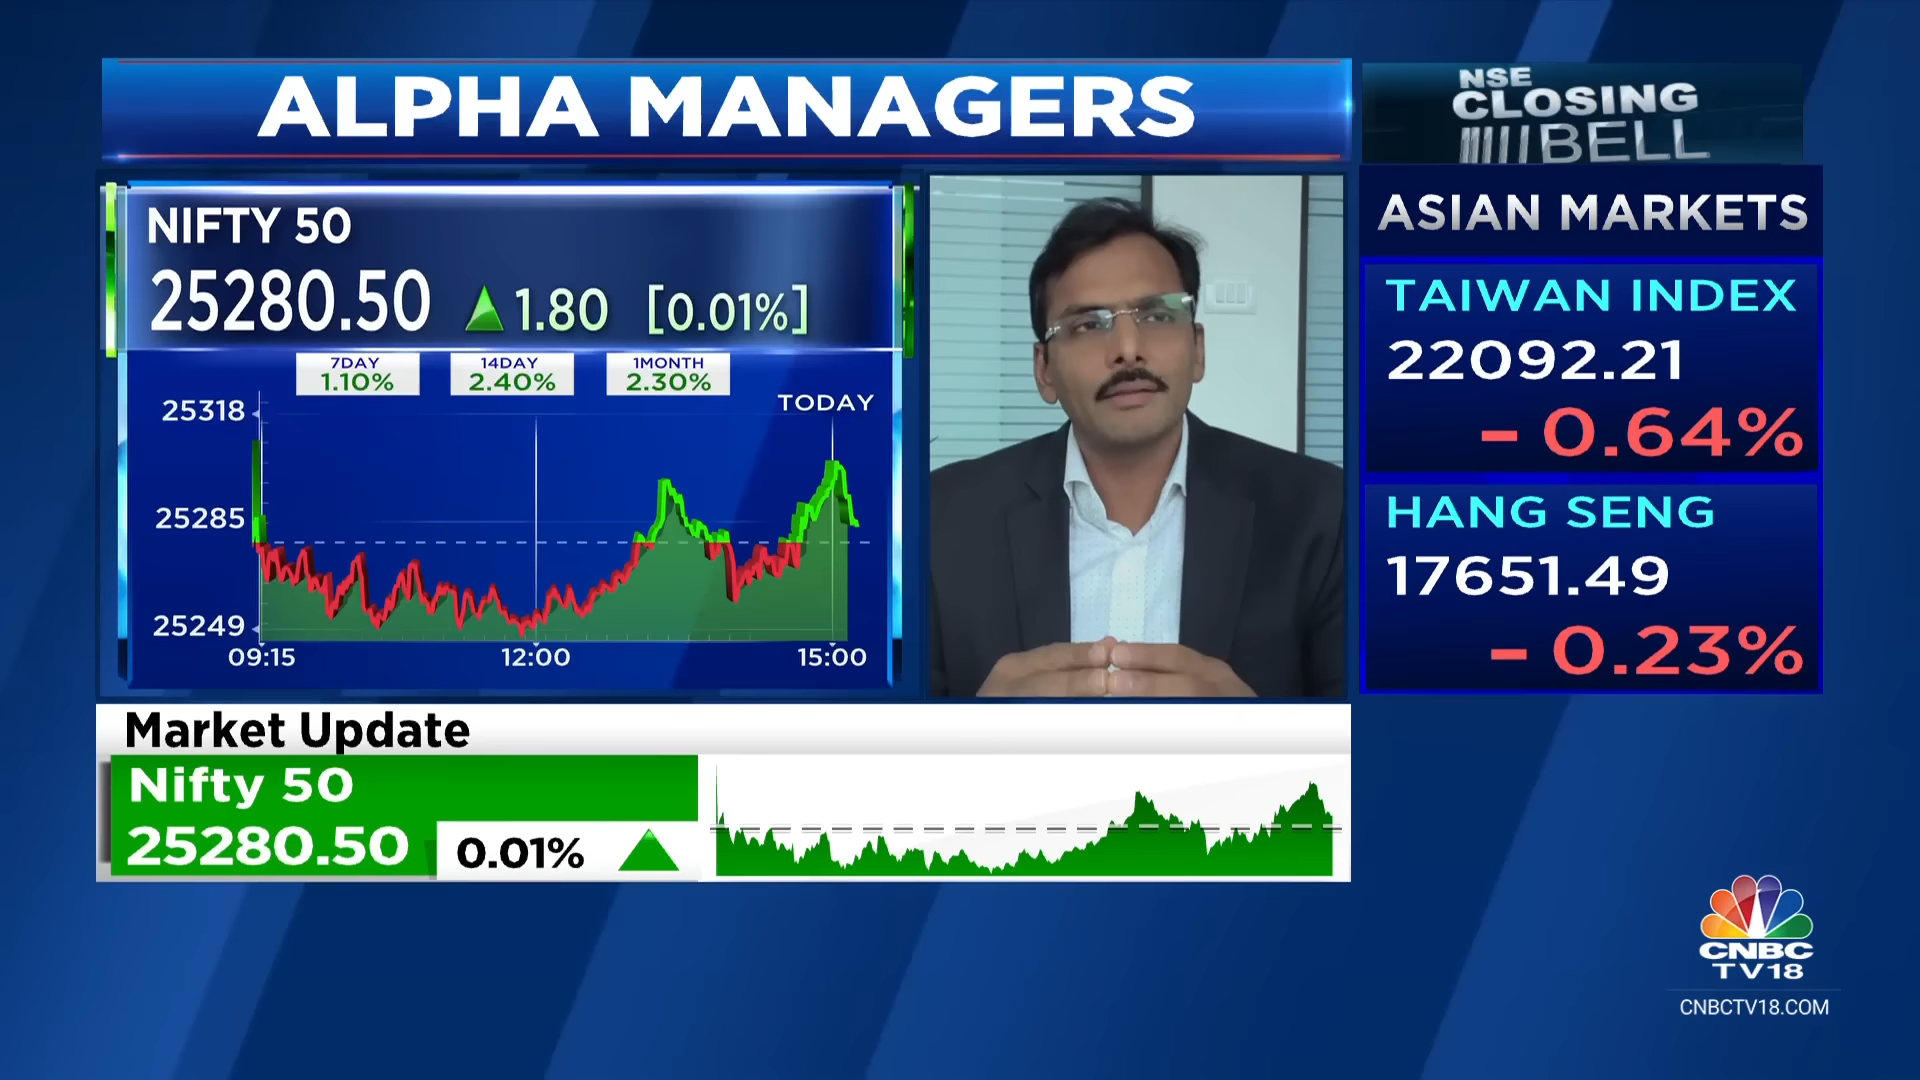 ALPHA MANAGERS
NSE
CLOSING
BELL
NIFTY 50
25280.50 1.80 [0.01%]
7DAY
1.10%
14DAY
2.40%
1MONTH
2.30%
TODAY
25318
25285
25249
09:15 12:00 15:00
ASIAN MARKETS
TAIWAN INDEX
22092.21
- 0.64%
HANG SENG
17651.49
- 0.23%
Market Update
Nifty 50
25280.50 0.01%
CNBC
TV18
CNBCTV18.COM